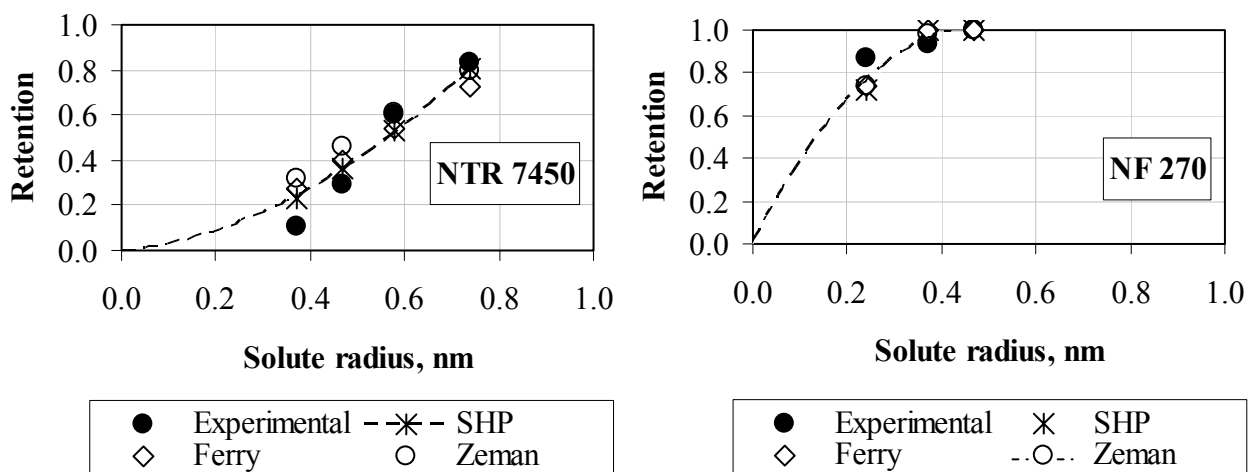 Retention
1.0
0.8
0.6
0.4
0.2
0.0
NTR 7450
0.0 0.2 0.4 0.6 0.8 1.0
Solute radius, nm
Experimental SHP
Ferry Zeman
Retention
1.0
0.8
0.6
0.4
0.2
0.0
NF 270
0.0 0.2 0.4 0.6 0.8 1.0
Solute radius, nm
Experimental SHP
Ferry Zeman